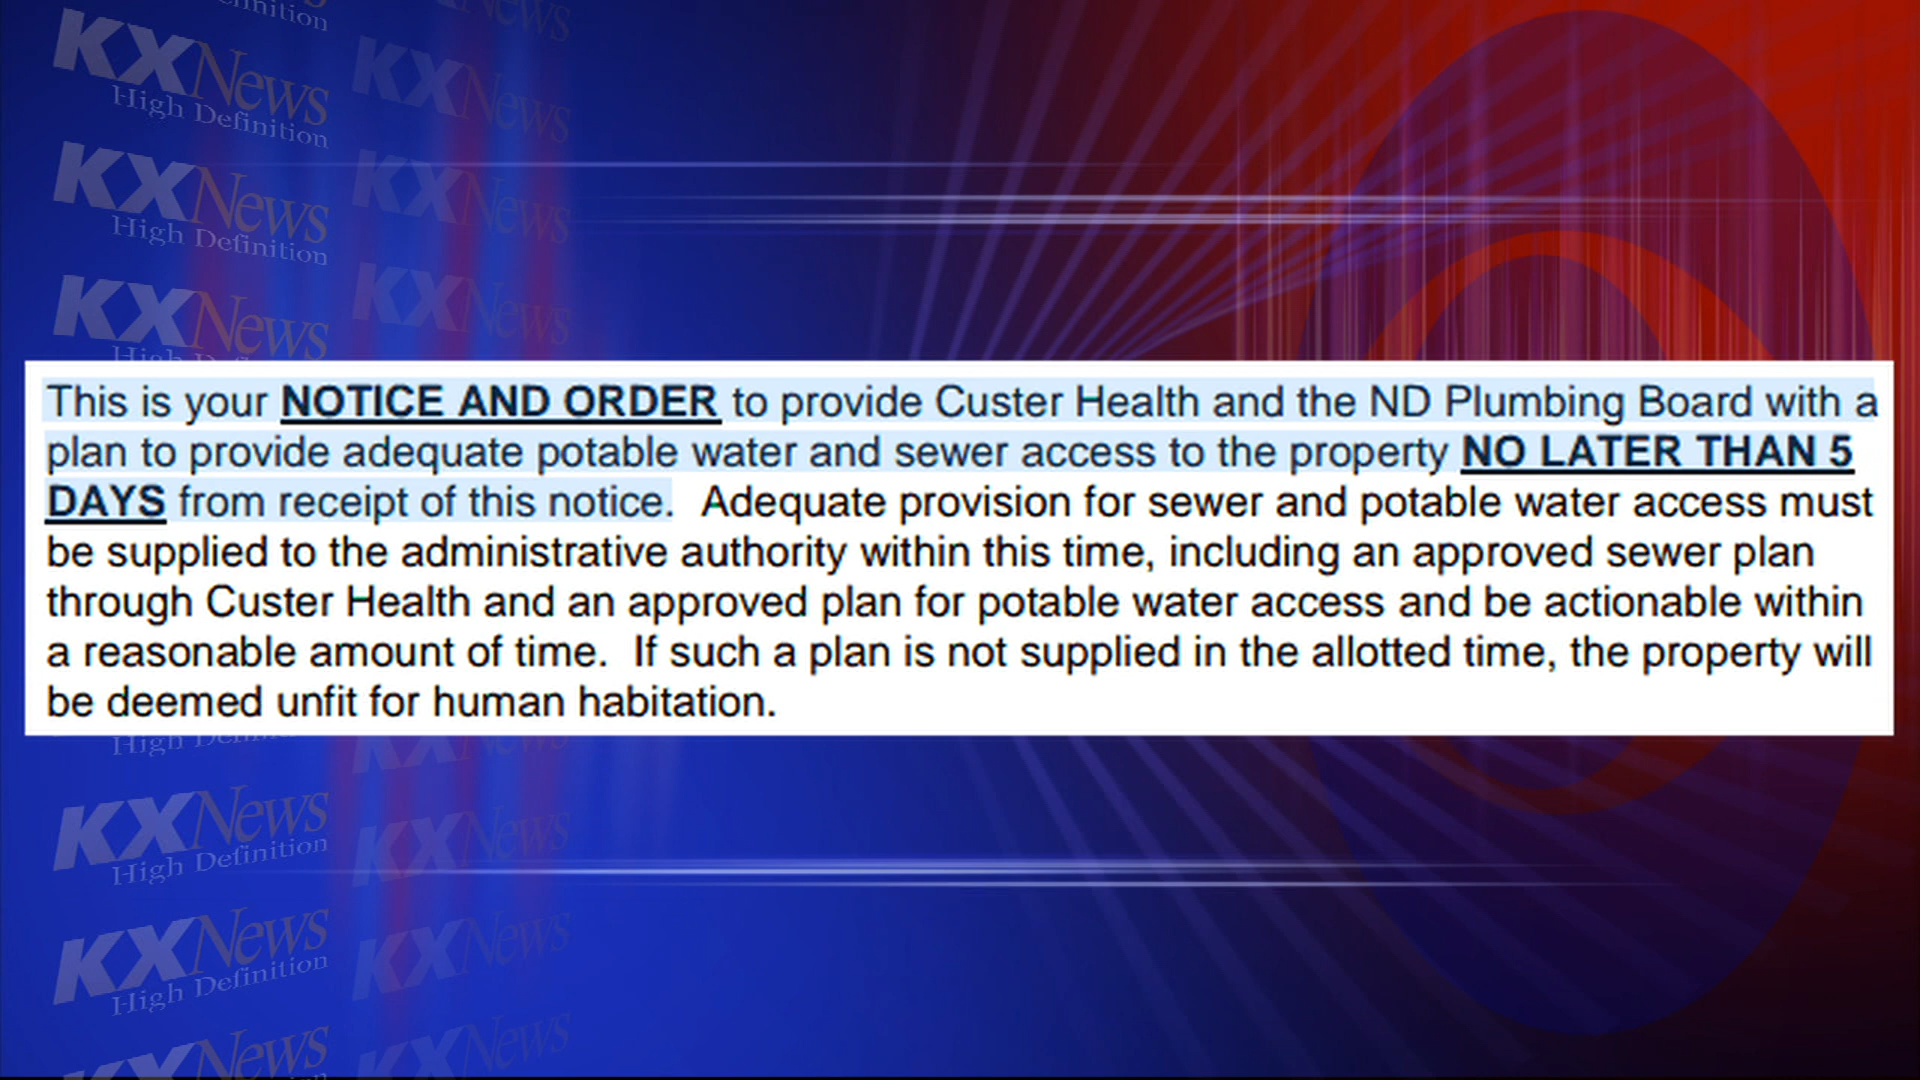 nition
KXNews
High Definition
KXNews
KXNews
High Definition
KXNews
KXNews
High
KXNews
This is your NOTICE AND ORDER to provide Custer Health and the ND Plumbing Board with a
plan to provide adequate potable water and sewer access to the property NO LATER THAN 5
DAYS from receipt of this notice. Adequate provision for sewer and potable water access must
be supplied to the administrative authority within this time, including an approved sewer plan
through Custer Health and an approved plan for potable water access and be actionable within
a reasonable amount of time. If such a plan is not supplied in the allotted time, the property will
be deemed unfit for human habitation.
High
KXNews
High Definition
KXNews
KXNews
High Definition
KXNews
KXNews
KXNews